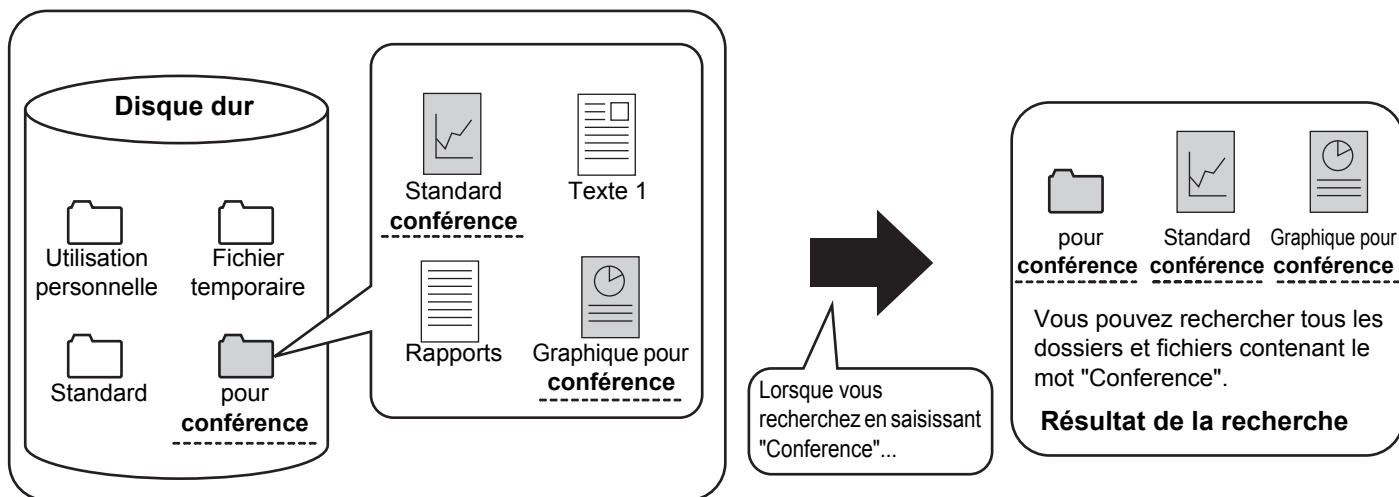 Disque dur
Utilisation
personnelle
Fichier
temporaire
Standard
pour
conférence
Standard
conférence
Texte 1
Rapports
Graphique pour
conférence
Lorsque vous
recherchez en saisissant
"Conference"...
pour
conférence
Standard
conférence
Graphique pour
conférence
Vous pouvez rechercher tous les
dossiers et fichiers contenant le
mot "Conference".
Résultat de la recherche